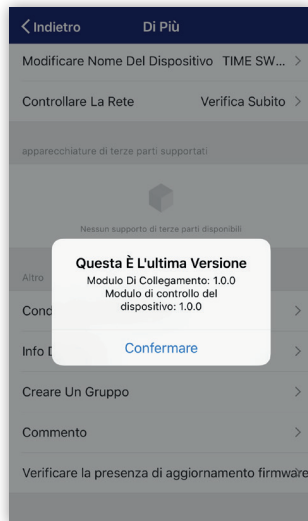 Indietro Di Più
Modificare Nome Del Dispositivo TIME SW...
Controllare La Rete Verifica Subito
apparecchiature di terze parti supportati
Nessun supporto di terze parti disponibili
Altro
Questa È L'ultima Versione
Modulo Di Collegamento: 1.0.0
Modulo di controllo del
dispositivo: 1.0.0
Cond
Info D
Confermare
Creare Un Gruppo
Commento
Verificare la presenza di aggiornamento firmware